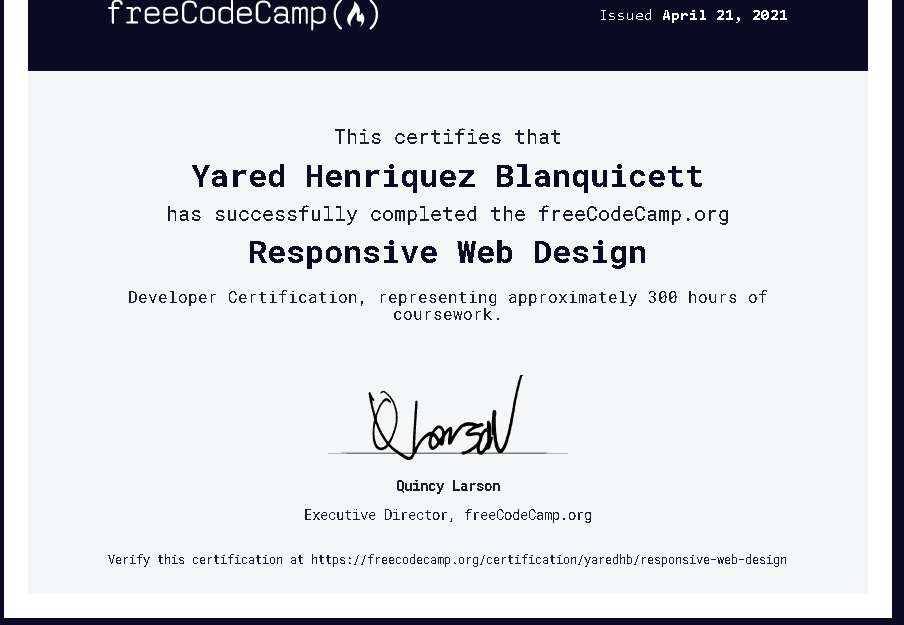 freeCodeCamp
Issued April 21, 2021
This certifies that
Yared Henriquez Blanquicett
has successfully completed the freeCodeCamp.org
Responsive Web Design
Developer Certification, representing approximately 300 hours of
coursework.
Q Larson
Quincy Larson
Executive Director, freeCodeCamp.org
Verify this certification at https://freecodecamp.org/certification/yaredhb/responsive-web-design